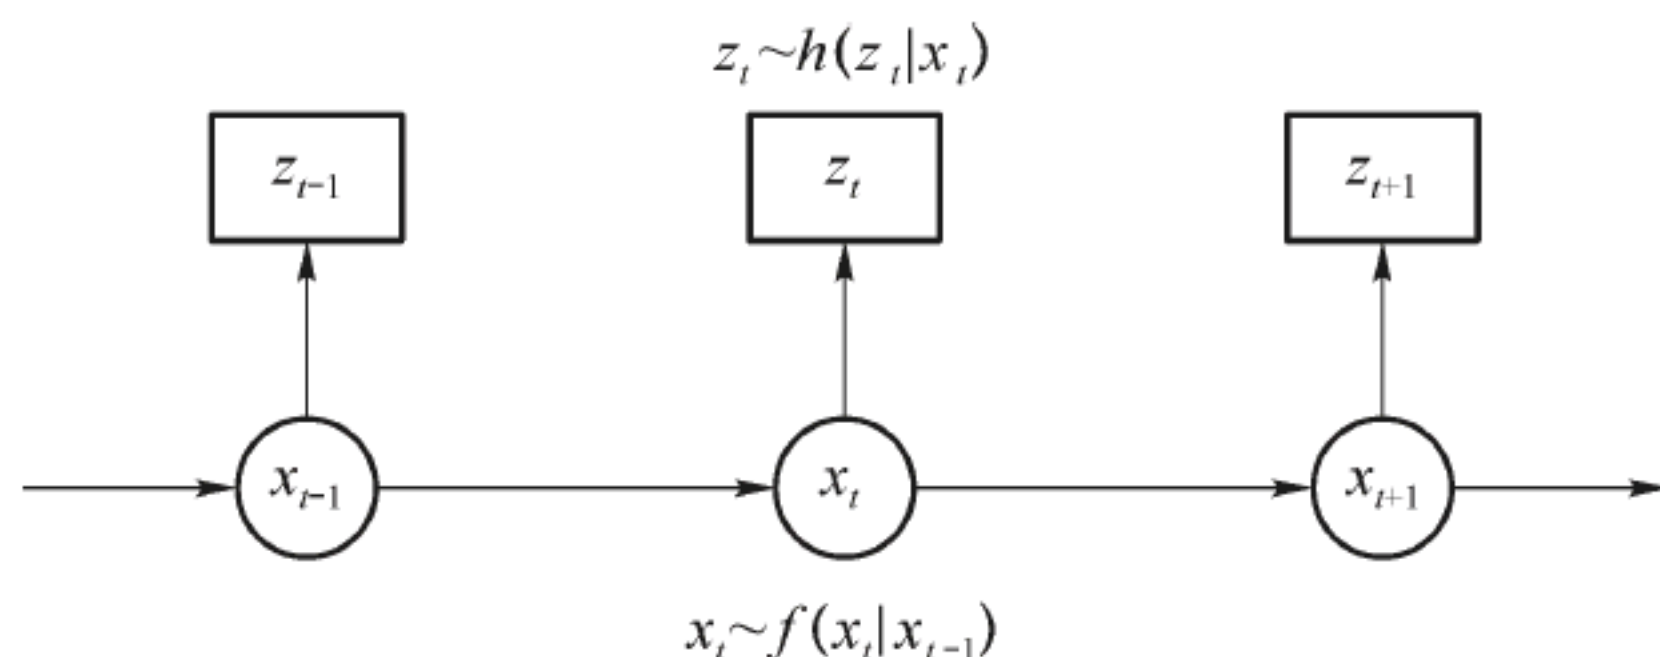 z_t~h(z_t|x_t)
z_{t-1} z_t z_{t+1}
x_{t-1} x_t x_{t+1}
x_t~f(x_t|x_{t-1})